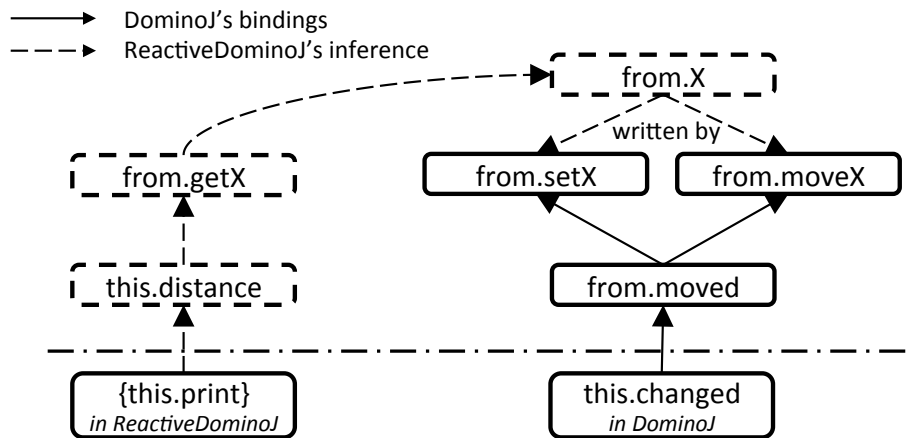 DominoJ's bindings
ReactiveDominoJ's inference
from.X
written by
from.getX
from.setX
from.moveX
this.distance
from.moved
{this.print}
in ReactiveDominoJ
this.changed
in DominoJ